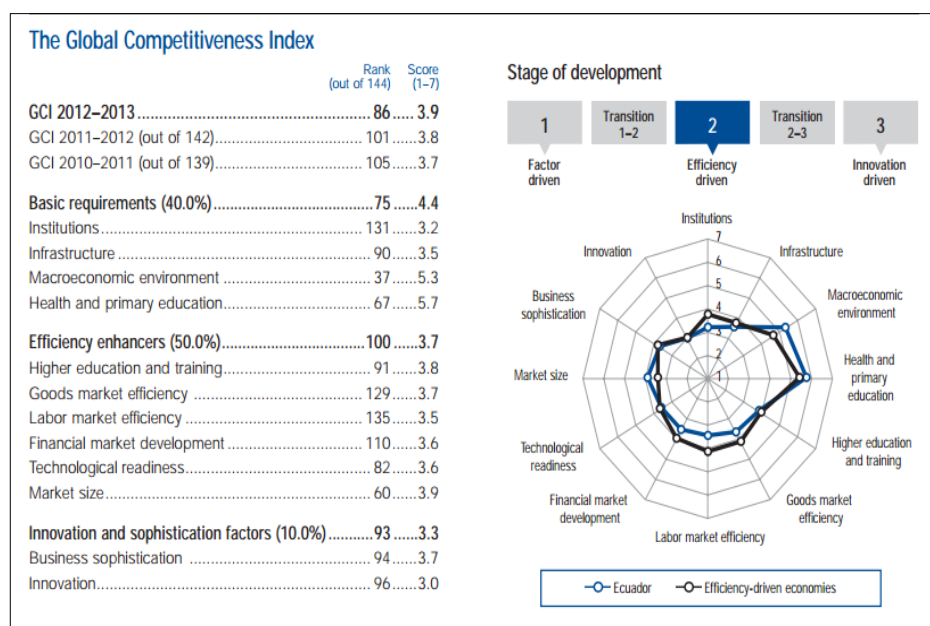 The Global Competitiveness Index
Rank Score
(out of 144) (1–7)
GCI 2012–2013 86 3.9
GCI 2011–2012 (out of 142) 101 3.8
GCI 2010–2011 (out of 139) 105 3.7
Basic requirements (40.0%) 75 4.4
Institutions 131 3.2
Infrastructure 90 3.5
Macroeconomic environment 37 5.3
Health and primary education 67 5.7
Efficiency enhancers (50.0%) 100 3.7
Higher education and training 91 3.8
Goods market efficiency 129 3.7
Labor market efficiency 135 3.5
Financial market development 110 3.6
Technological readiness 82 3.6
Market size 60 3.9
Innovation and sophistication factors (10.0%) 93 3.3
Business sophistication 94 3.7
Innovation 96 3.0
Stage of development
1
Transition
1–2
2
Transition
2–3
3
Factor
driven
Efficiency
driven
Innovation
driven
Institutions
Infrastructure
Macroeconomic
environment
Health and
primary
education
Higher education
and training
Goods market
efficiency
Labor market efficiency
Financial market
development
Technological
readiness
Market size
Business
sophistication
Innovation
7
6
5
4
3
2
1
Ecuador
Efficiency-driven economies